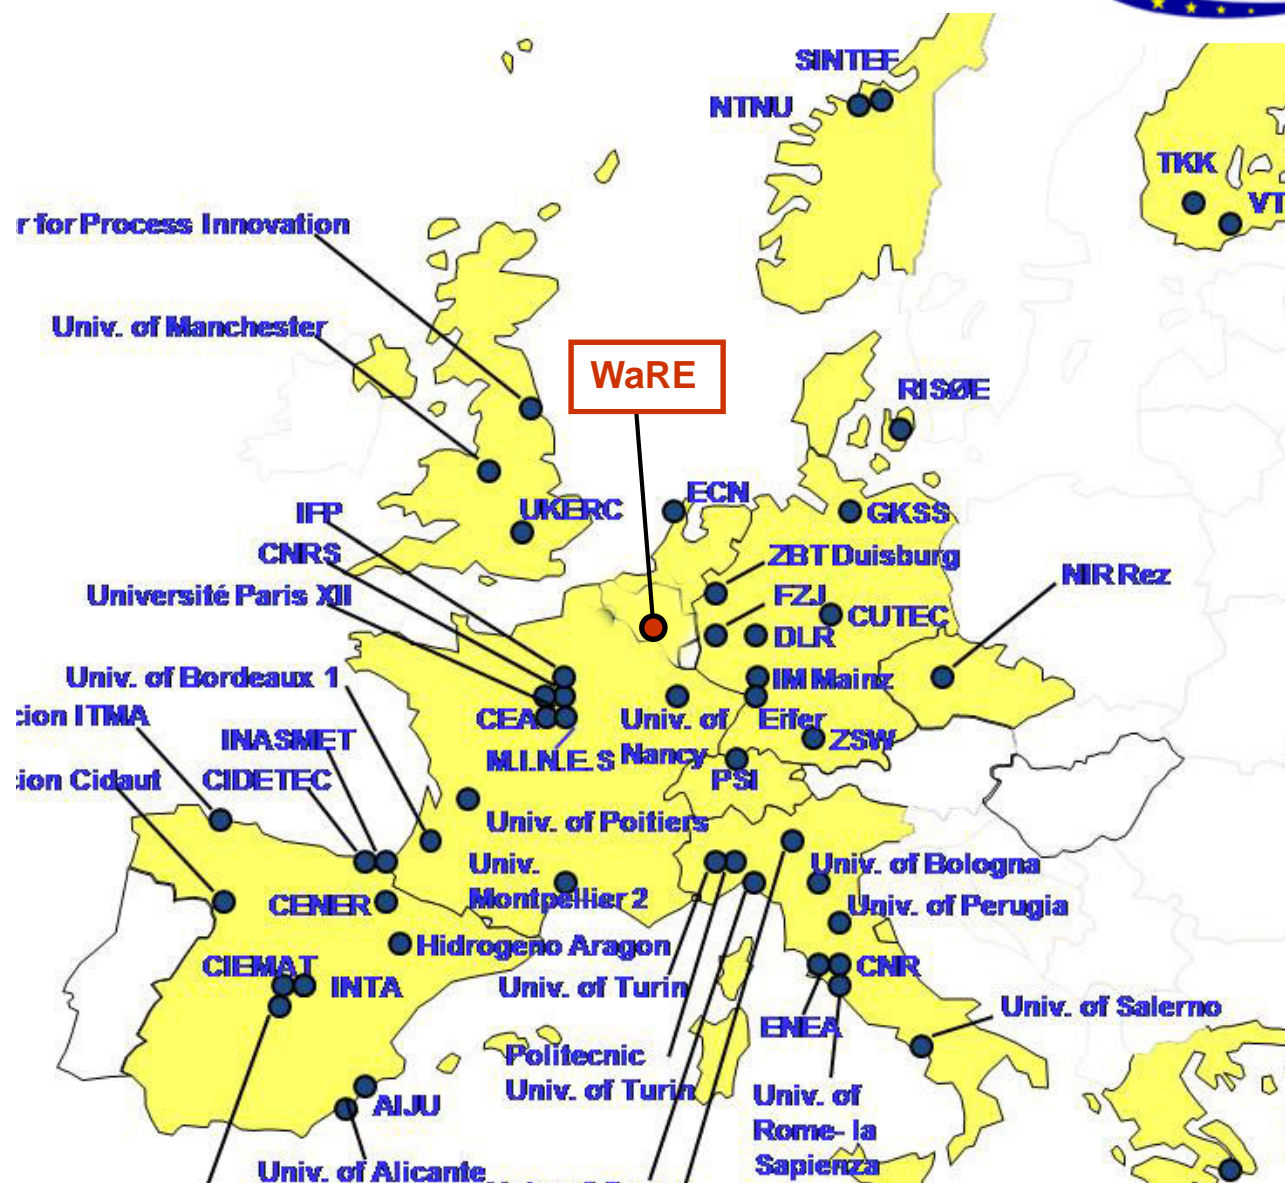 SINTEF
NTNU
TKK
r for Process Innovation
Univ. of Manchester
WaRE
RISØE
IFP
UKERC
ECN
GKSS
CNRS
ZBT Duisburg
NIR Rez
Université Paris XII
FZJ
CUTEC
DLR
Univ. of Bordeaux 1
IM Mainz
cion ITMA
CEA
Univ. of
Nancy
Eifer
INASMET
ZSW
M.I.N.E.S
cion Cidaut
CIDETEC
PSI
Univ. of Poitiers
Univ.
Montpellier 2
Univ. of Bologna
CENER
Univ. of Perugia
Hidrogeno Aragon
CIEMAT
INTA
CNR
Univ. of Turin
ENEA
Univ. of Salerno
Politecnic
Univ. of Turin
AIJU
Univ. of
Rome- la
Sapienza
Univ. of Alicante